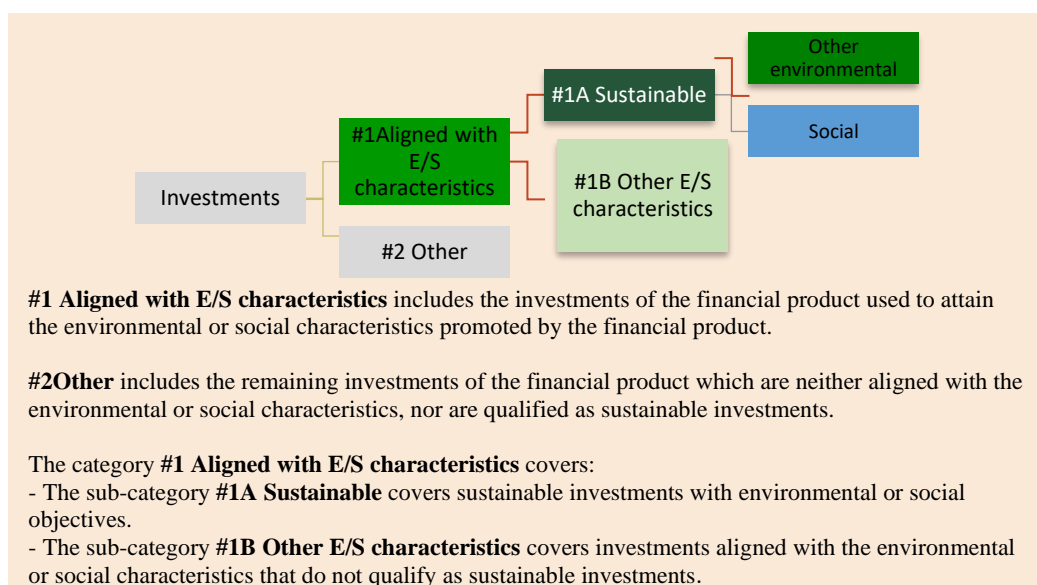 Other
environmental
#1A Sustainable
Social
#1Aligned with
E/S
characteristics
#1B Other E/S
characteristics
Investments
#2 Other
#1 Aligned with E/S characteristics includes the investments of the financial product used to attain
the environmental or social characteristics promoted by the financial product.
#2Other includes the remaining investments of the financial product which are neither aligned with the
environmental or social characteristics, nor are qualified as sustainable investments.
The category #1 Aligned with E/S characteristics covers:
- The sub-category #1A Sustainable covers sustainable investments with environmental or social
objectives.
- The sub-category #1B Other E/S characteristics covers investments aligned with the environmental
or social characteristics that do not qualify as sustainable investments.